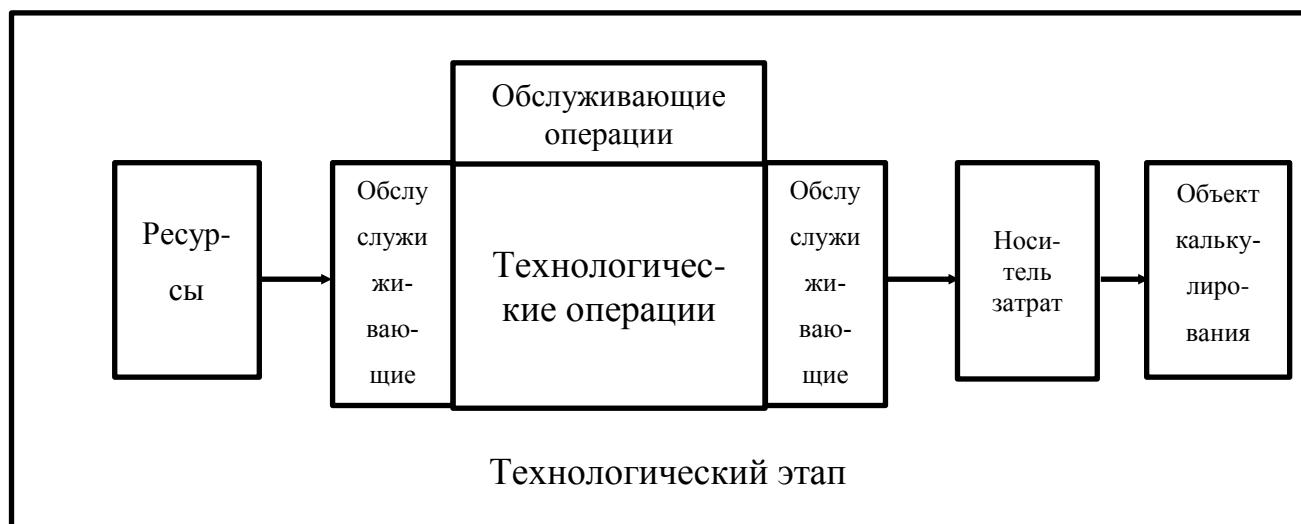 Обслуживающие
операции
Ресур-
сы
Обслу
служи
жи-
ваю-
щие
Технологичес-
кие операции
Обслу
служи
жи-
ваю-
щие
Носи-
тель
затрат
Объект
кальку-
лиро-
вания
Технологический этап